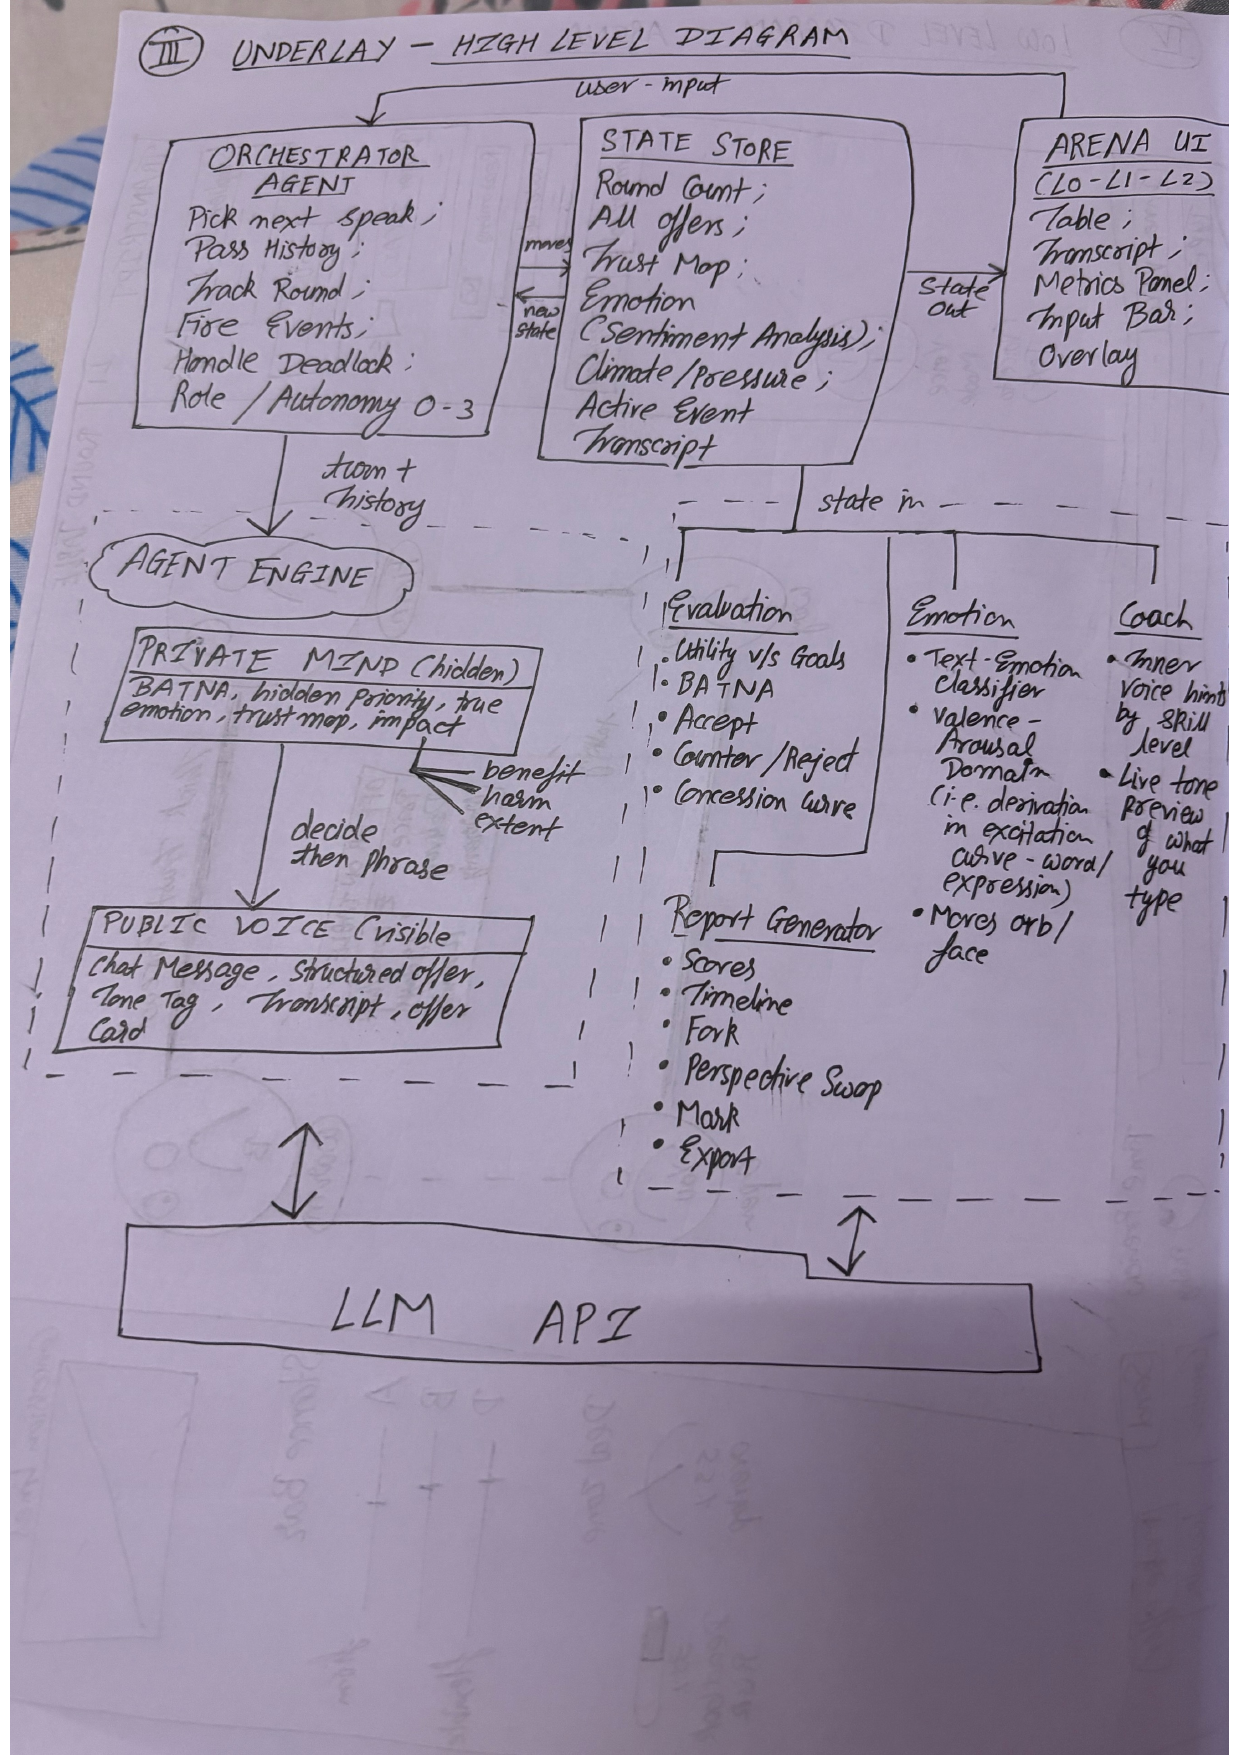 III UNDERLAY - HIGH LEVEL DIAGRAM
user-input
ORCHESTRATOR
AGENT
Pick next speak;
Pass History;
Track Round;
Fire Events;
Handle Deadlock;
Role / Autonomy 0-3
moves
new
state
STATE STORE
Round Count;
All offers;
Trust Map;
Emotion
(Sentiment Analysis);
Climate/Pressure;
Active Event
Transcript
State
Out
ARENA UI
(L0-L1-L2)
Table;
Transcript;
Metrics Panel;
Input Bar;
Overlay
turn +
history
state in
AGENT ENGINE
PRIVATE MIND (hidden)
BATNA, hidden priority, true
emotion, trust map, impact
benefit
harm
extent
decide
then phrase
PUBLIC VOICE (visible
Chat Message, Structured offer,
Tone Tag, Transcript, offer
Card
Evaluation
• Utility v/s Goals
• BATNA
• Accept
• Counter/Reject
• Concession Curve
Report Generator
• Scores
• Timeline
• Fork
• Perspective Swap
• Mark
• Export
Emotion
• Text-Emotion
classifier
• Valence-
Arousal
Domain
(i.e. derivation
in excitation
curve-word/
expression)
• Moves orb/
face
Coach
• Inner
voice hints
by skill
level
• Live tone
preview
of what
you
type
LLM API